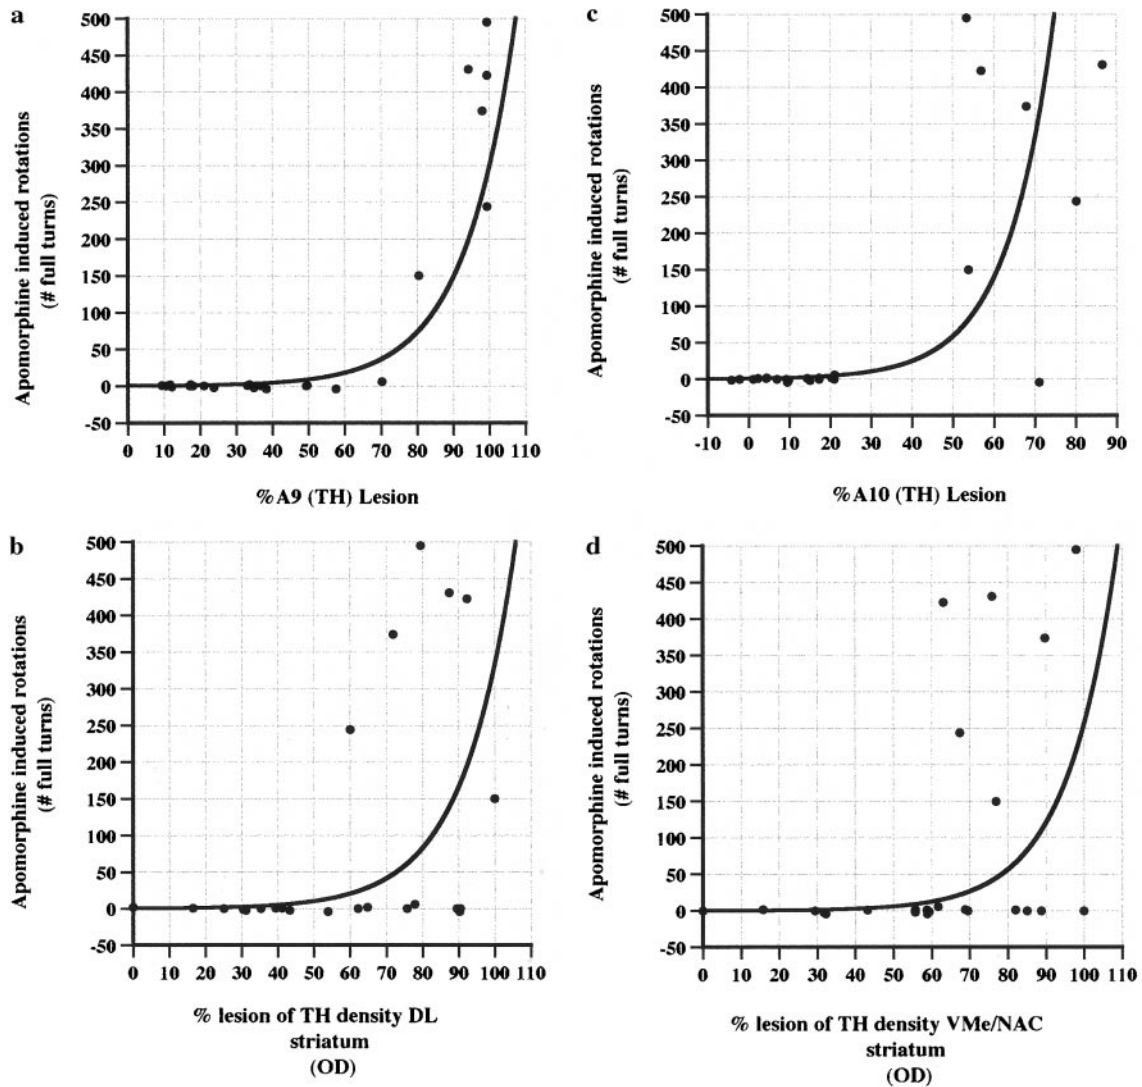 a
500
450
400
350
300
250
200
150
100
50
0
-50
Apomorphine induced rotations
(# full turns)
0 10 20 30 40 50 60 70 80 90 100 110
%A9 (TH) Lesion
c
500
450
400
350
300
250
200
150
100
50
0
-50
Apomorphine induced rotations
(# full turns)
-10 0 10 20 30 40 50 60 70 80 90
%A10 (TH) Lesion
b
500
450
400
350
300
250
200
150
100
50
0
-50
Apomorphine induced rotations
(# full turns)
0 10 20 30 40 50 60 70 80 90 100 110
% lesion of TH density DL
striatum
(OD)
d
500
450
400
350
300
250
200
150
100
50
0
-50
Apomorphine induced rotations
(# full turns)
0 10 20 30 40 50 60 70 80 90 100 110
% lesion of TH density VMe/NAC
striatum
(OD)